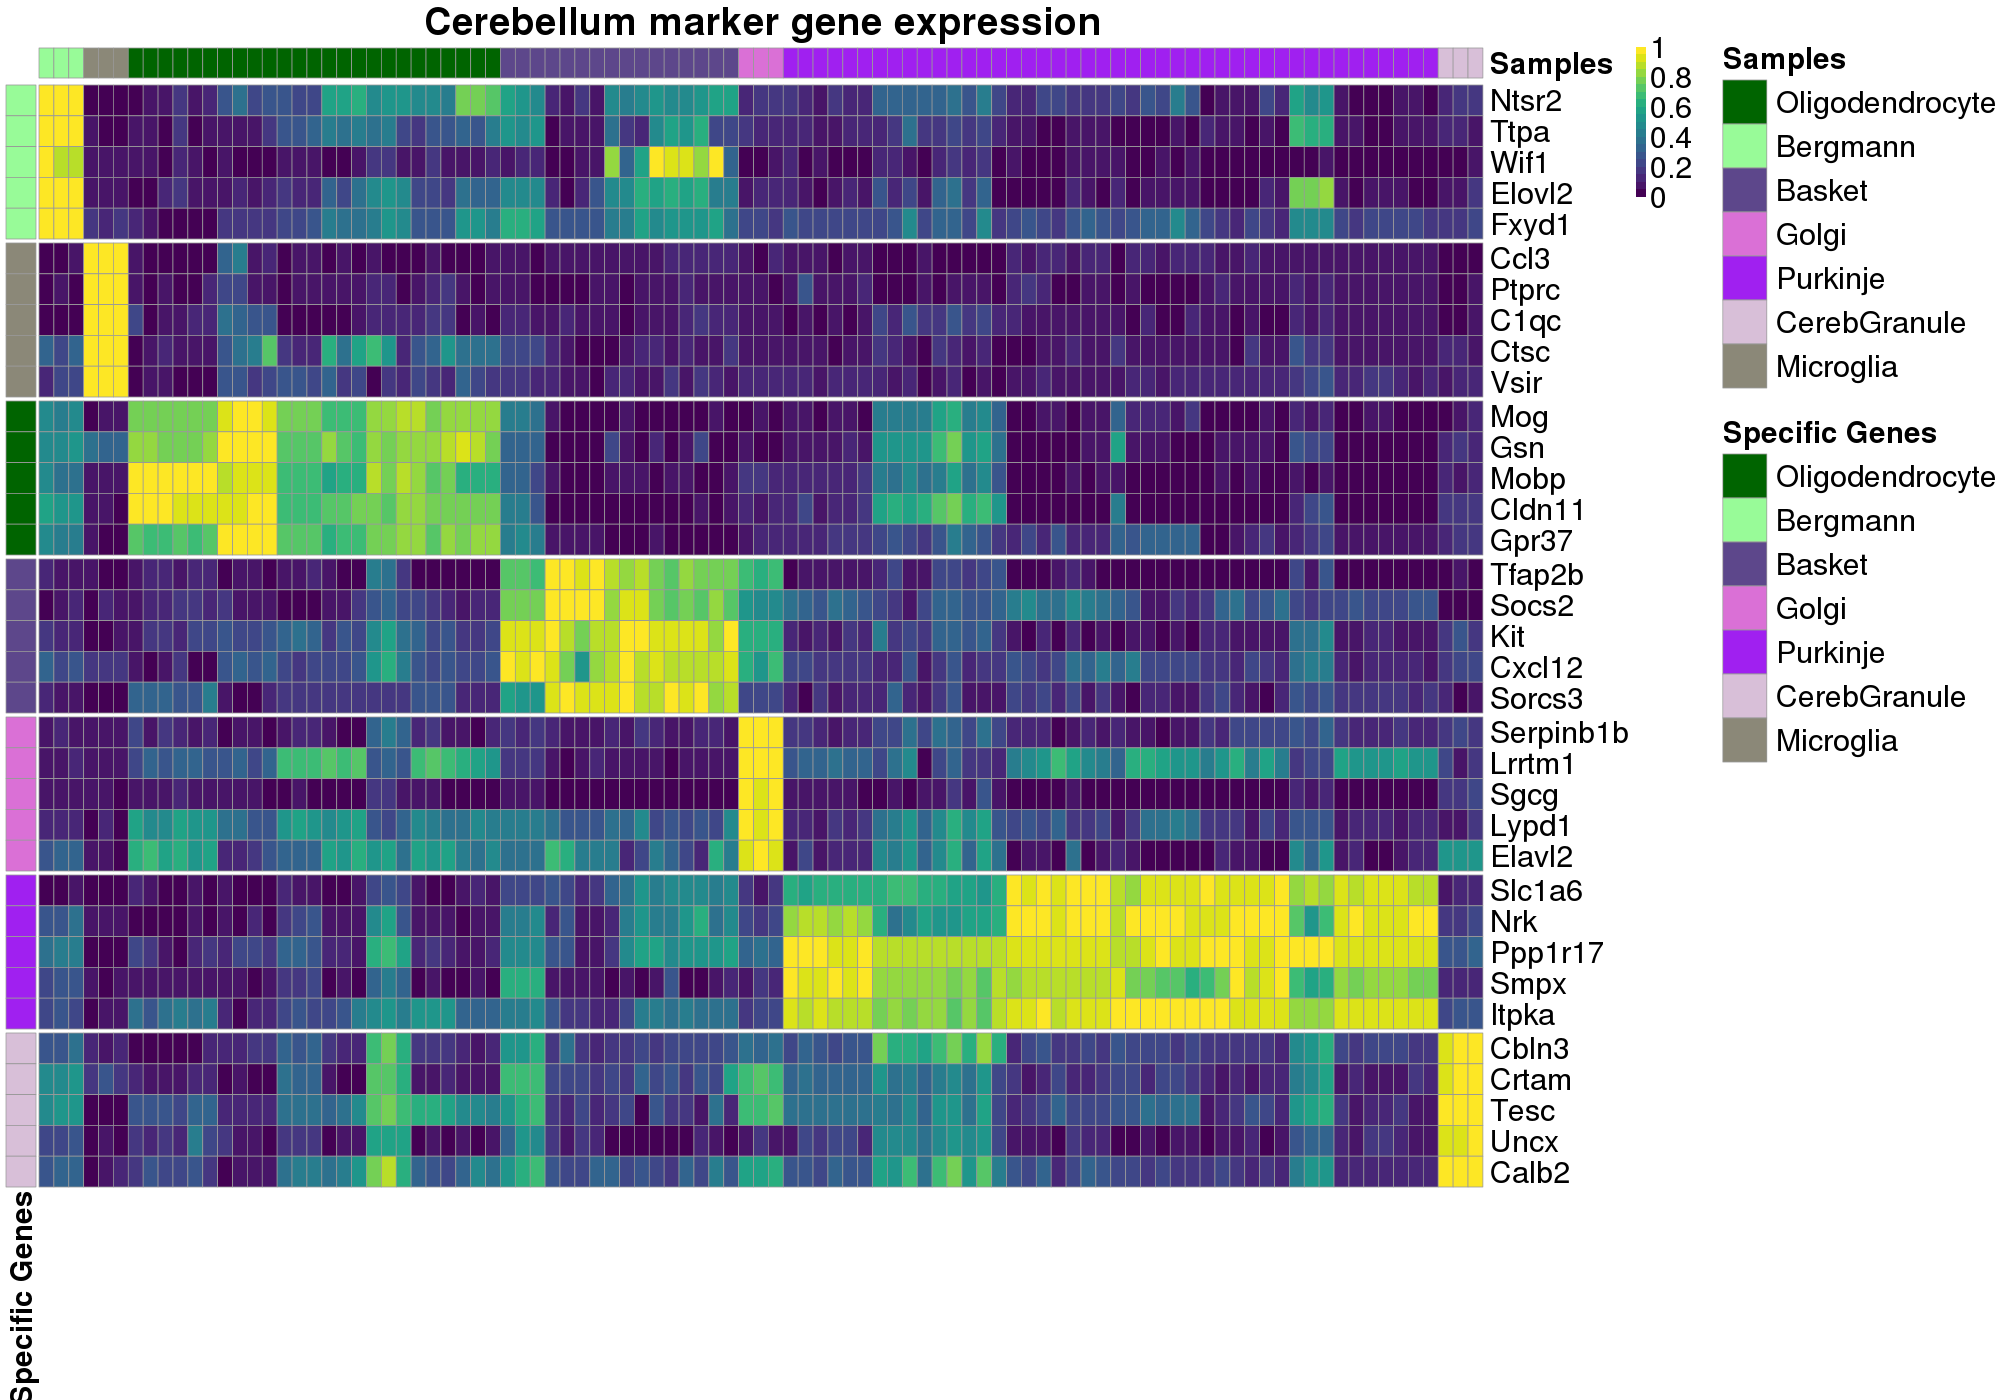 Cerebellum marker gene expression
Samples
1
0.8
0.6
0.4
0.2
0
Ntsr2
Ttpa
Wif1
Elovl2
Fxyd1
Ccl3
Ptprc
C1qc
Ctsc
Vsir
Mog
Gsn
Mobp
Cldn11
Gpr37
Tfap2b
Socs2
Kit
Cxcl12
Sorcs3
Serpinb1b
Lrrtm1
Sgcg
Lypd1
Elavl2
Slc1a6
Nrk
Ppp1r17
Smpx
Itpka
Cbln3
Crtam
Tesc
Uncx
Calb2
Specific Genes
Samples
Oligodendrocyte
Bergmann
Basket
Golgi
Purkinje
CerebGranule
Microglia
Specific Genes
Oligodendrocyte
Bergmann
Basket
Golgi
Purkinje
CerebGranule
Microglia